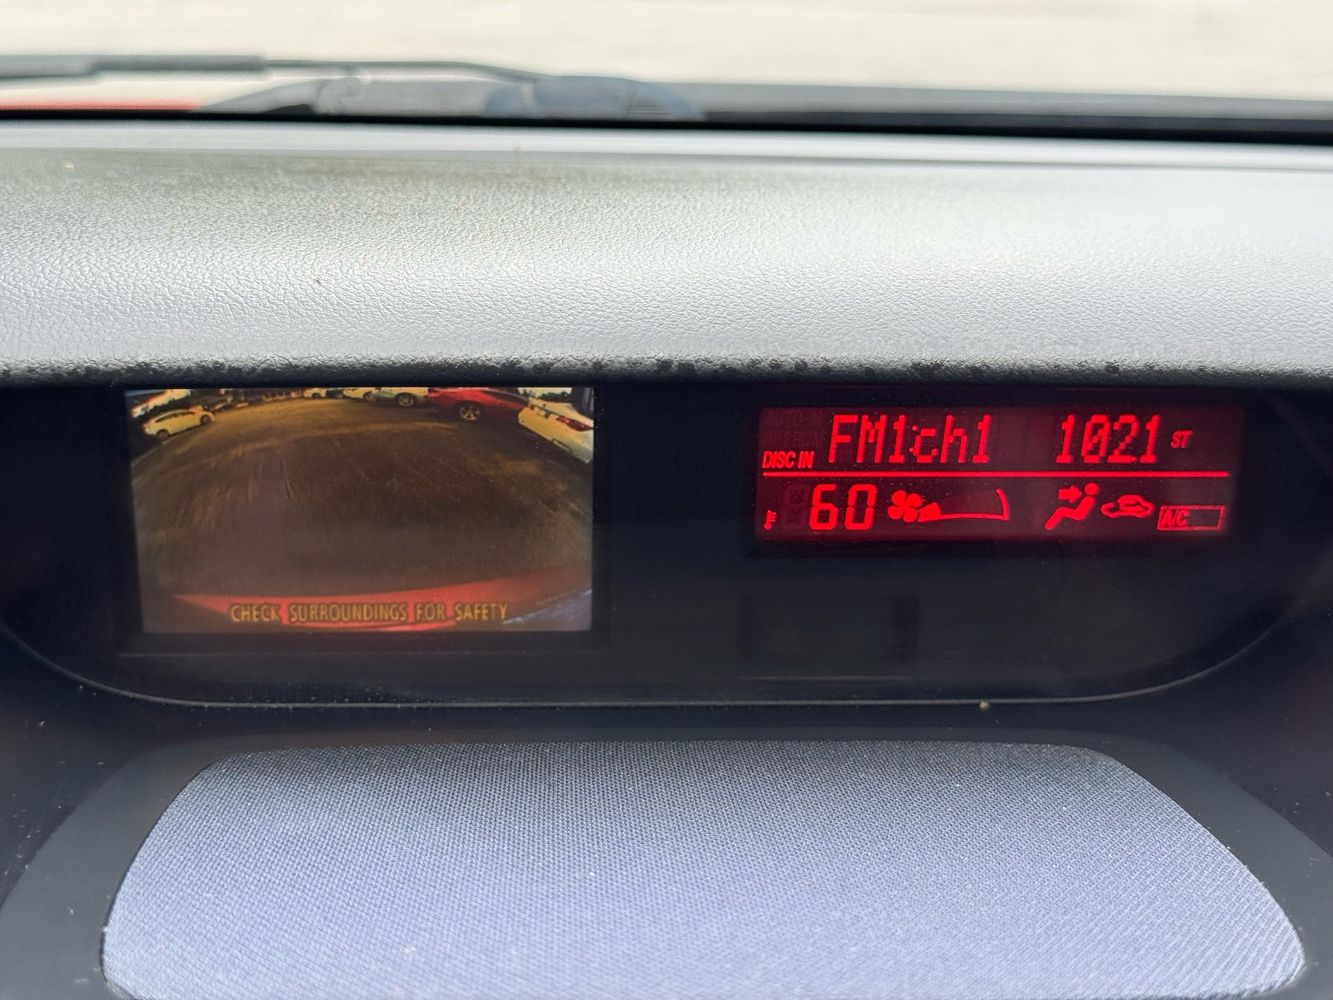 CHECK SURROUNDINGS FOR SAFETY
DISC IN FM1ch1 1021 ST
F 60 A/C